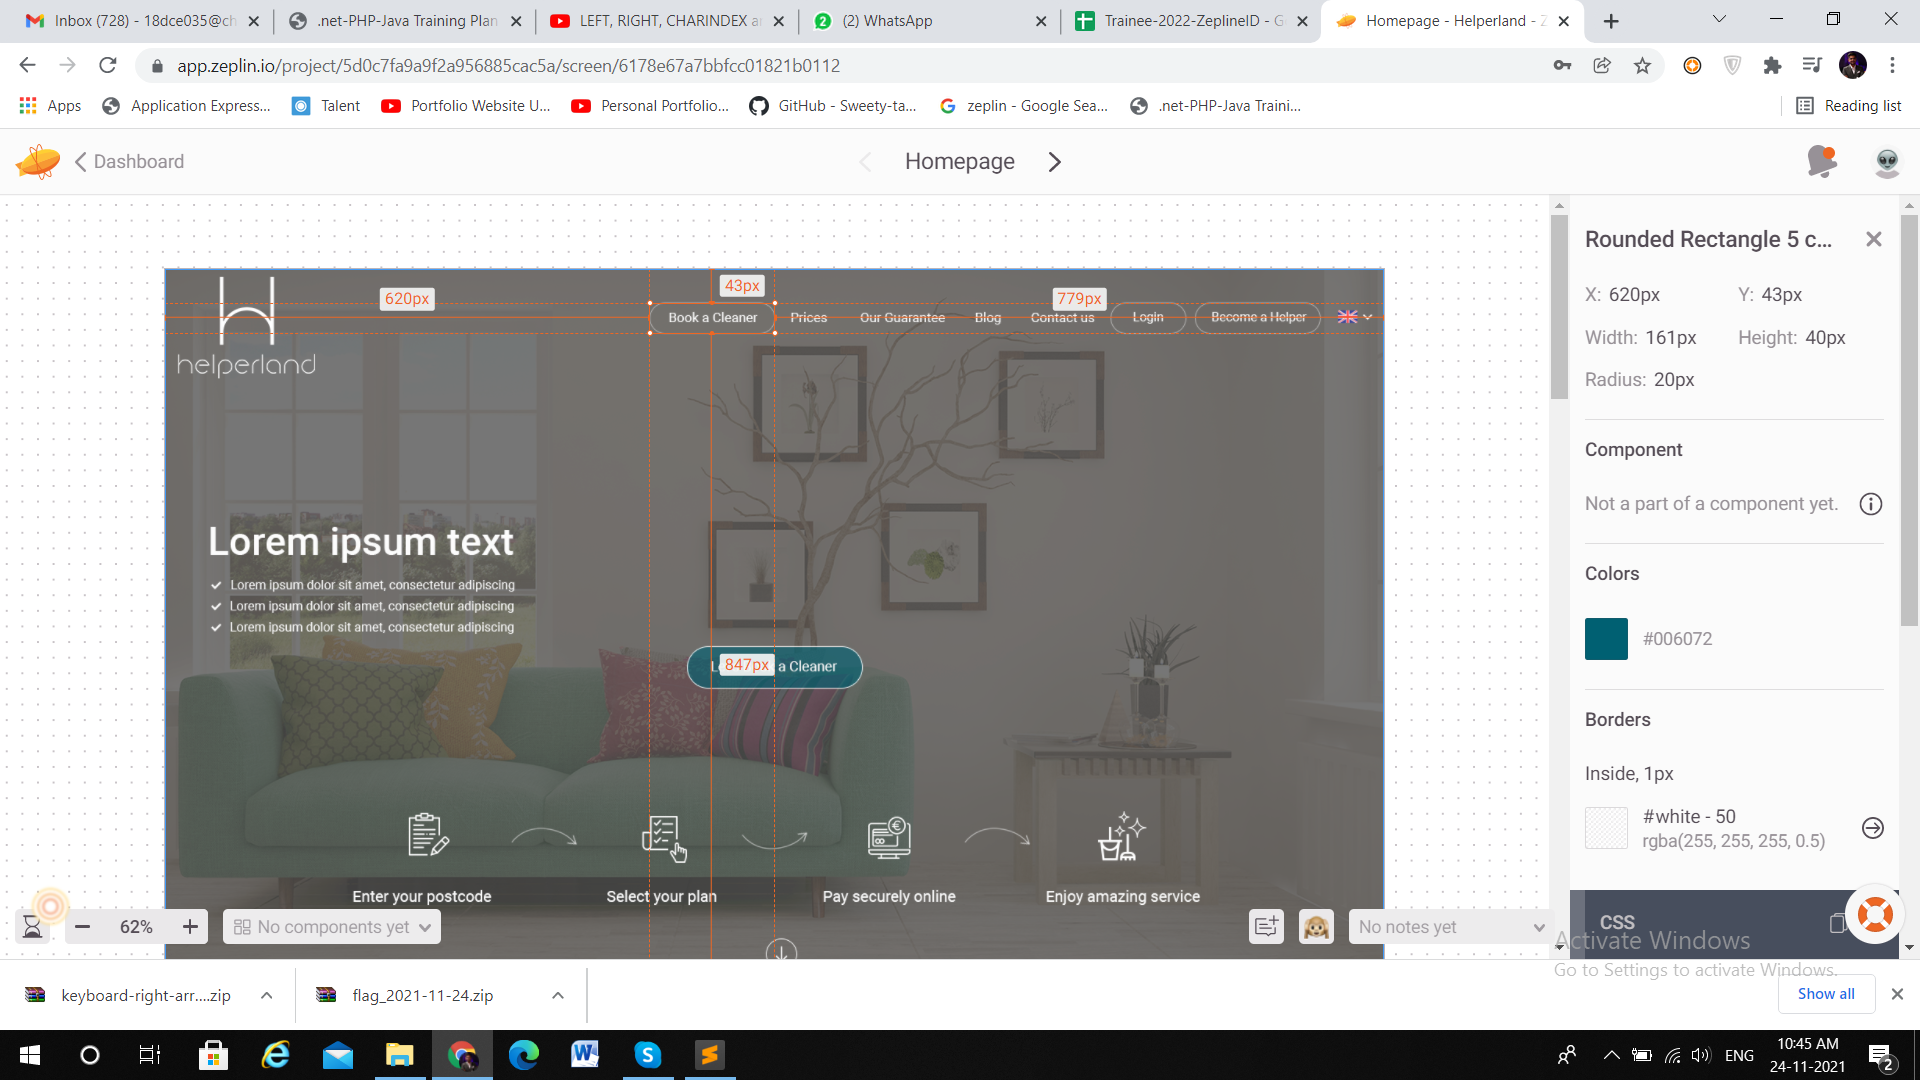 Inbox (728) - 18dce035@ch
.net-PHP-Java Training Plan
LEFT, RIGHT, CHARINDEX a
(2) WhatsApp
Trainee-2022-ZeplineID - G
Homepage - Helperland - Z
app.zeplin.io/project/5d0c7fa9a9f2a956885cac5a/screen/6178e67a7bbfcc01821b0112
Apps
Application Express...
Talent
Portfolio Website U...
Personal Portfolio...
GitHub - Sweety-ta...
zeplin - Google Sea...
.net-PHP-Java Traini...
Reading list
Dashboard
Homepage
620px
43px
779px
Book a Cleaner
Prices
Our Guarantee
Blog
Contact us
Login
Become a Helper
helperland
Lorem ipsum text
Lorem ipsum dolor sit amet, consectetur adipiscing
Lorem ipsum dolor sit amet, consectetur adipiscing
Lorem ipsum dolor sit amet, consectetur adipiscing
847px
a Cleaner
Enter your postcode
Select your plan
Pay securely online
Enjoy amazing service
62%
No components yet
No notes yet
Rounded Rectangle 5 c...
X: 620px
Y: 43px
Width: 161px
Height: 40px
Radius: 20px
Component
Not a part of a component yet.
Colors
#006072
Borders
Inside, 1px
#white - 50
rgba(255, 255, 255, 0.5)
CSS
Activate Windows
Go to Settings to activate Windows.
keyboard-right-arr....zip
flag_2021-11-24.zip
Show all
ENG
10:45 AM
24-11-2021
2